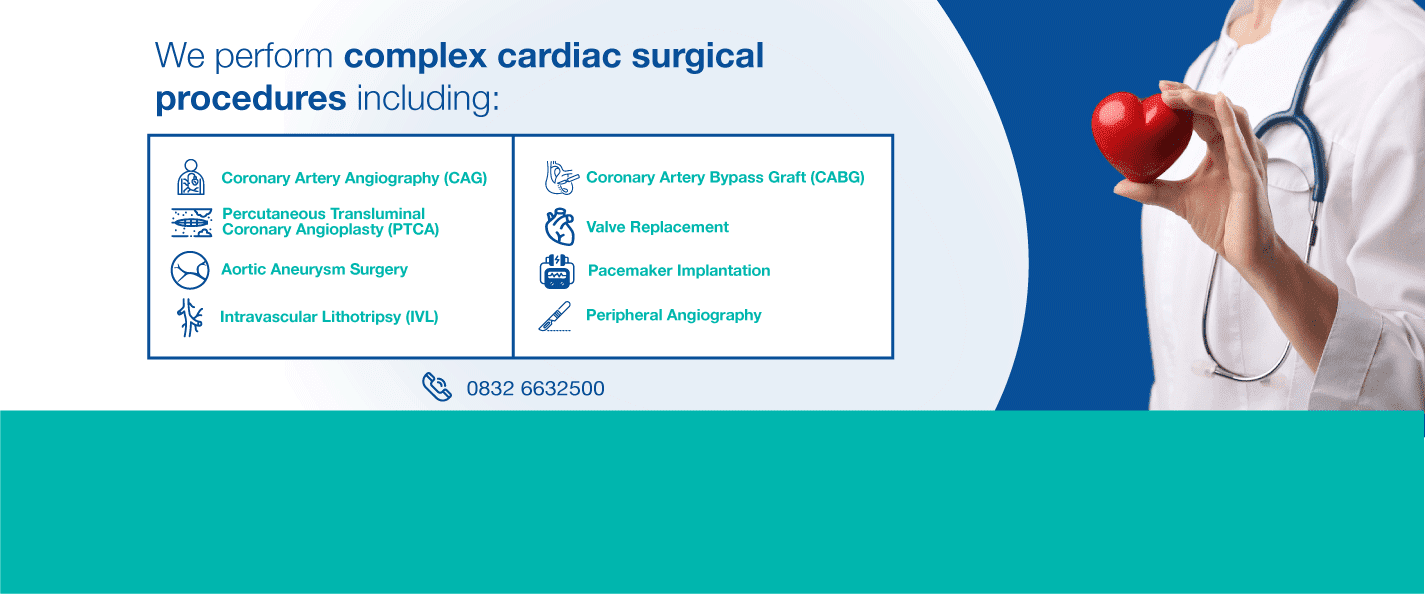 We perform complex cardiac surgical
procedures including:
Coronary Artery Angiography (CAG)
Percutaneous Transluminal
Coronary Angioplasty (PTCA)
Aortic Aneurysm Surgery
Intravascular Lithotripsy (IVL)
Coronary Artery Bypass Graft (CABG)
Valve Replacement
Pacemaker Implantation
Peripheral Angiography
0832 6632500